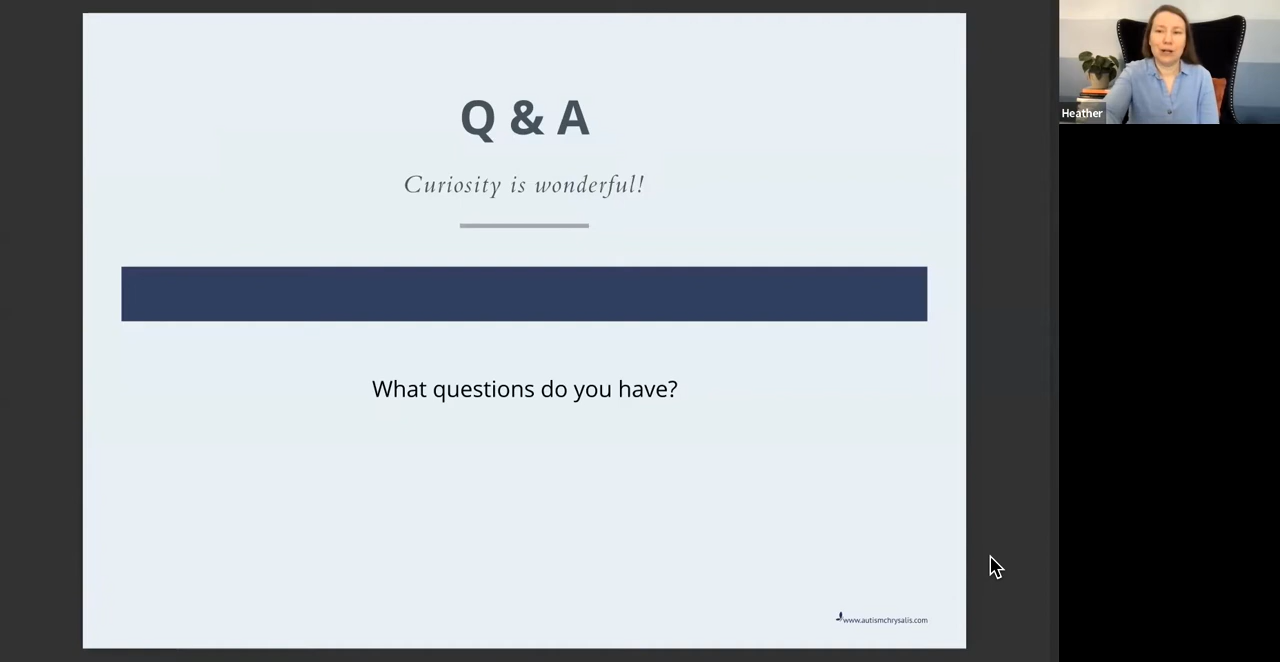 Q & A
Curiosity is wonderful!
What questions do you have?
www.autismchrysalis.com
Heather